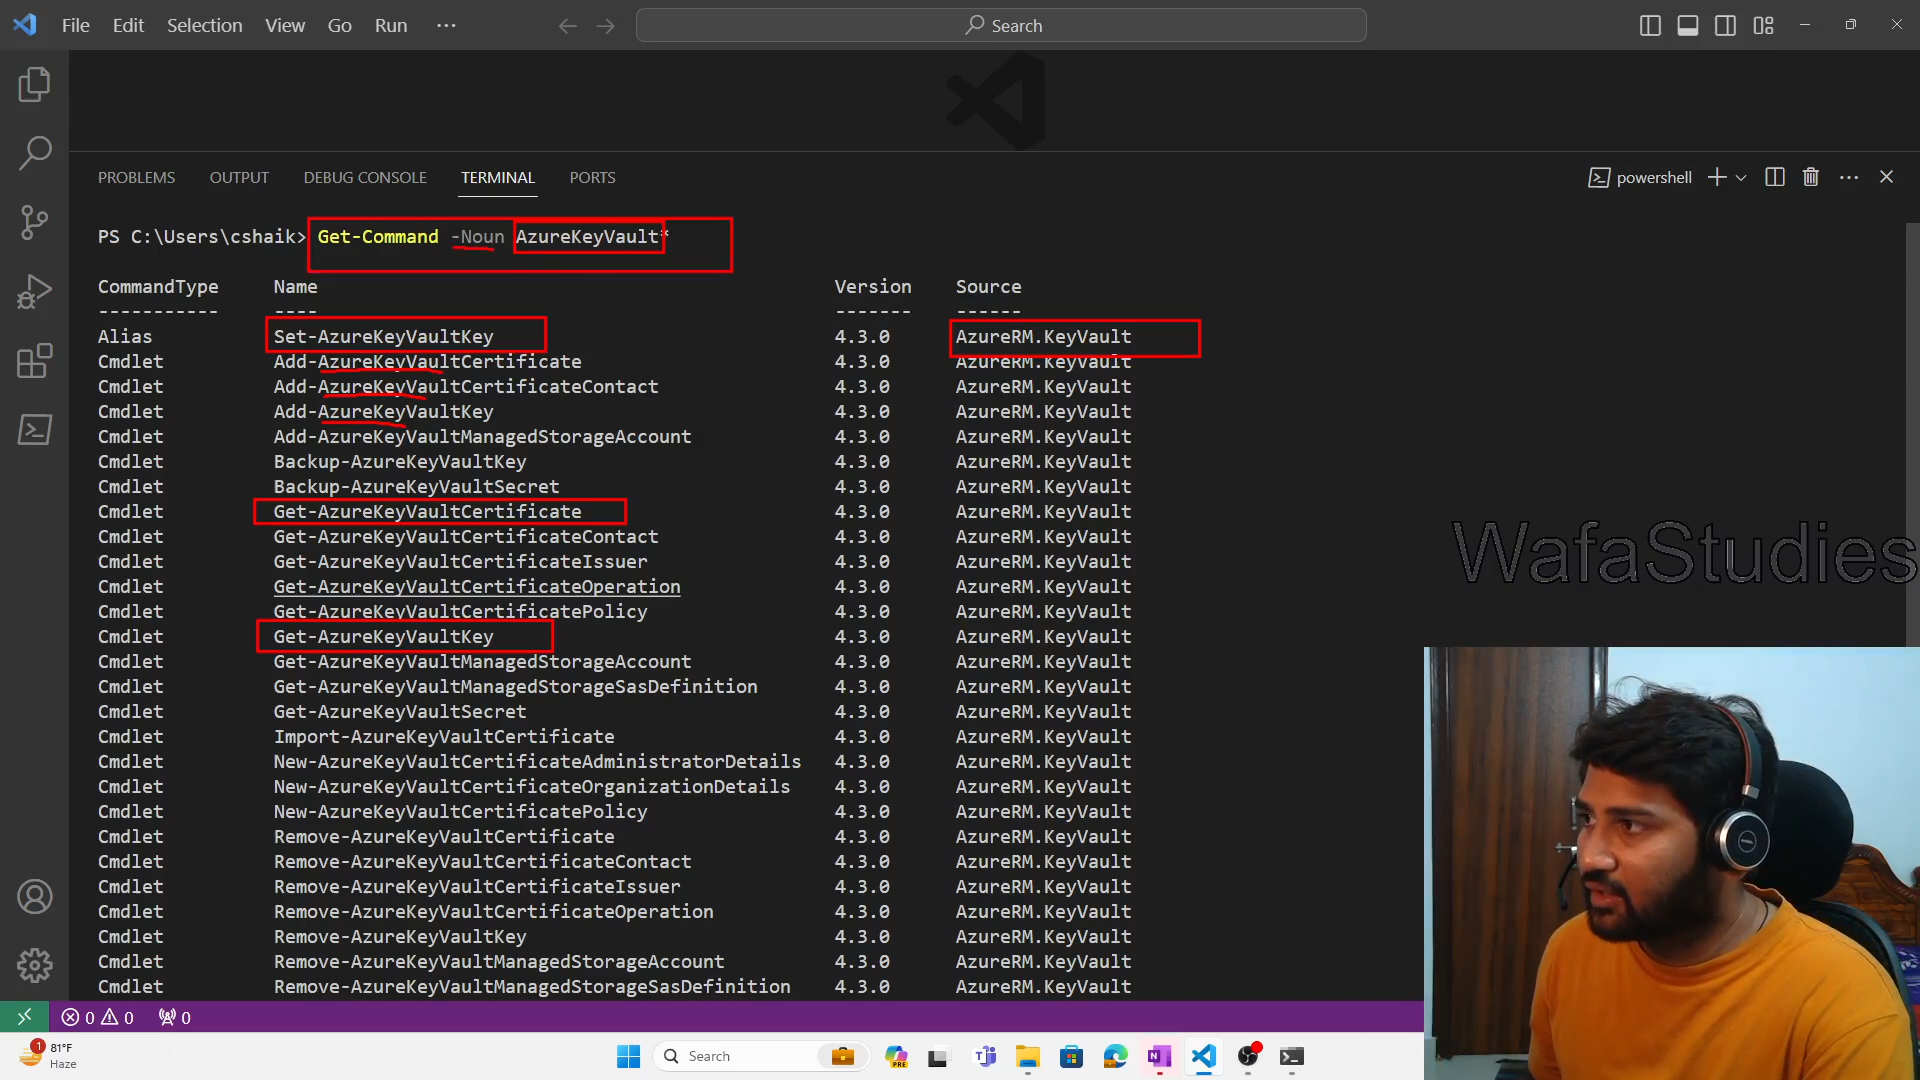 File Edit Selection View Go Run ...
Search
PROBLEMS OUTPUT DEBUG CONSOLE TERMINAL PORTS
powershell
PS C:\Users\cshaik> Get-Command -Noun AzureKeyVault*
CommandType Name Version Source
----------- ---- ------- ------
Alias Set-AzureKeyVaultKey 4.3.0 AzureRM.KeyVault
Cmdlet Add-AzureKeyVaultCertificate 4.3.0 AzureRM.KeyVault
Cmdlet Add-AzureKeyVaultCertificateContact 4.3.0 AzureRM.KeyVault
Cmdlet Add-AzureKeyVaultKey 4.3.0 AzureRM.KeyVault
Cmdlet Add-AzureKeyVaultManagedStorageAccount 4.3.0 AzureRM.KeyVault
Cmdlet Backup-AzureKeyVaultKey 4.3.0 AzureRM.KeyVault
Cmdlet Backup-AzureKeyVaultSecret 4.3.0 AzureRM.KeyVault
Cmdlet Get-AzureKeyVaultCertificate 4.3.0 AzureRM.KeyVault
Cmdlet Get-AzureKeyVaultCertificateContact 4.3.0 AzureRM.KeyVault
Cmdlet Get-AzureKeyVaultCertificateIssuer 4.3.0 AzureRM.KeyVault
Cmdlet Get-AzureKeyVaultCertificateOperation 4.3.0 AzureRM.KeyVault
Cmdlet Get-AzureKeyVaultCertificatePolicy 4.3.0 AzureRM.KeyVault
Cmdlet Get-AzureKeyVaultKey 4.3.0 AzureRM.KeyVault
Cmdlet Get-AzureKeyVaultManagedStorageAccount 4.3.0 AzureRM.KeyVault
Cmdlet Get-AzureKeyVaultManagedStorageSasDefinition 4.3.0 AzureRM.KeyVault
Cmdlet Get-AzureKeyVaultSecret 4.3.0 AzureRM.KeyVault
Cmdlet Import-AzureKeyVaultCertificate 4.3.0 AzureRM.KeyVault
Cmdlet New-AzureKeyVaultCertificateAdministratorDetails 4.3.0 AzureRM.KeyVault
Cmdlet New-AzureKeyVaultCertificateOrganizationDetails 4.3.0 AzureRM.KeyVault
Cmdlet New-AzureKeyVaultCertificatePolicy 4.3.0 AzureRM.KeyVault
Cmdlet Remove-AzureKeyVaultCertificate 4.3.0 AzureRM.KeyVault
Cmdlet Remove-AzureKeyVaultCertificateContact 4.3.0 AzureRM.KeyVault
Cmdlet Remove-AzureKeyVaultCertificateIssuer 4.3.0 AzureRM.KeyVault
Cmdlet Remove-AzureKeyVaultCertificateOperation 4.3.0 AzureRM.KeyVault
Cmdlet Remove-AzureKeyVaultKey 4.3.0 AzureRM.KeyVault
Cmdlet Remove-AzureKeyVaultManagedStorageAccount 4.3.0 AzureRM.KeyVault
Cmdlet Remove-AzureKeyVaultManagedStorageSasDefinition 4.3.0 AzureRM.KeyVault
WafaStudies
0 0 0
1 81°F
Haze
Search
PRE